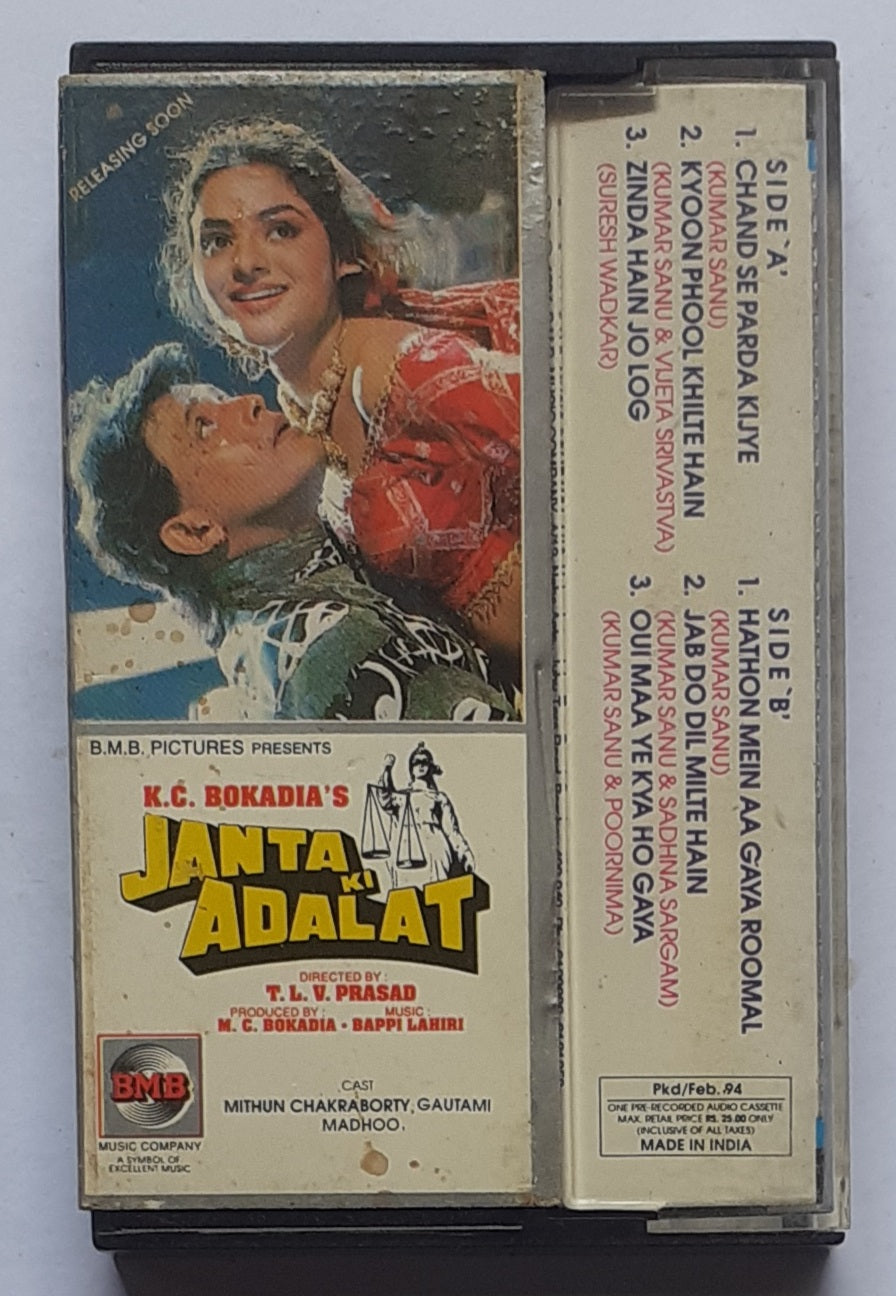 RELEASING SOON
B.M.B. PICTURES PRESENTS
K.C. BOKADIA'S
JANTA
KI
ADALAT
DIRECTED BY:
T. L. V. PRASAD
PRODUCED BY: MUSIC:
M. C. BOKADIA • BAPPI LAHIRI
CAST
MITHUN CHAKRABORTY, GAUTAMI
MADHOO.
BMB
MUSIC COMPANY
A SYMBOL OF
EXCELLENT MUSIC
SIDE `A'
1. CHAND SE PARDA KIJYE
(KUMAR SANU)
2. KYOON PHOOL KHILTE HAIN
(KUMAR SANU & VIJETA SRIVASTVA)
3. ZINDA HAIN JO LOG
(SURESH WADKAR)
SIDE `B'
1. HATHON MEIN AA GAYA ROOMAL
(KUMAR SANU)
2. JAB DO DIL MILTE HAIN
(KUMAR SANU & SADHNA SARGAM)
3. OUI MAA YE KYA HO GAYA
(KUMAR SANU & POORNIMA)
Pkd/Feb. 94
ONE PRE-RECORDED AUDIO CASSETTE
MAX. RETAIL PRICE RS. 25.00 ONLY
(INCLUSIVE OF ALL TAXES)
MADE IN INDIA